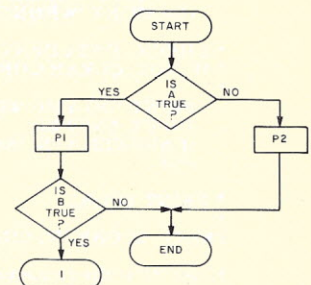 START
IS
A
TRUE
?
YES
NO
P1
P2
IS
B
TRUE
?
NO
YES
END
1